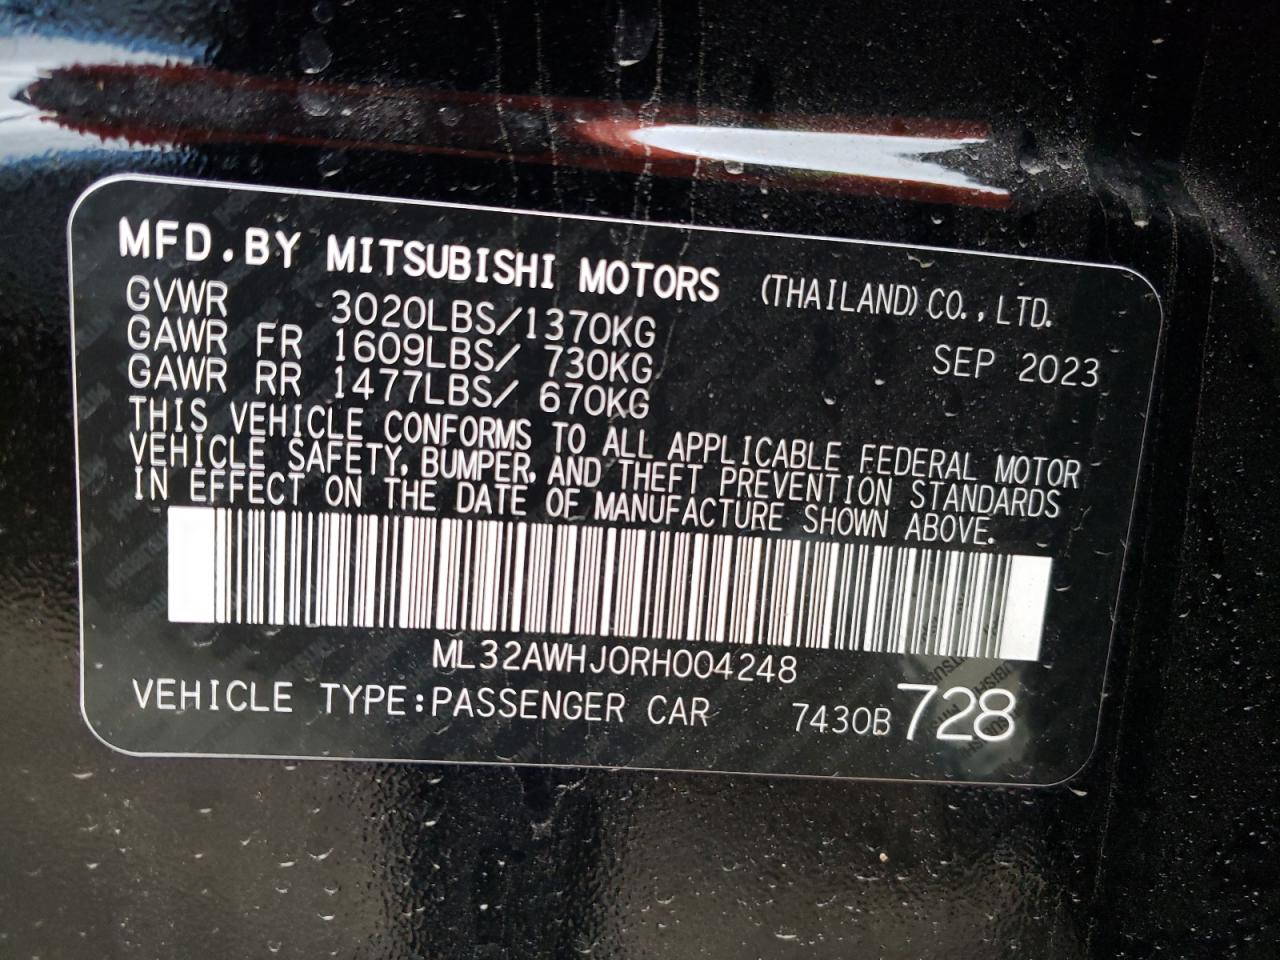 MFD.BY MITSUBISHI MOTORS (THAILAND)CO.,LTD.
GVWR 3020LBS/1370KG
GAWR FR 1609LBS/ 730KG SEP 2023
GAWR RR 1477LBS/ 670KG
THIS VEHICLE CONFORMS TO ALL APPLICABLE FEDERAL MOTOR
VEHICLE SAFETY, BUMPER, AND THEFT PREVENTION STANDARDS
IN EFFECT ON THE DATE OF MANUFACTURE SHOWN ABOVE.
ML32AWHJ0RH004248
VEHICLE TYPE:PASSENGER CAR 7430B 728